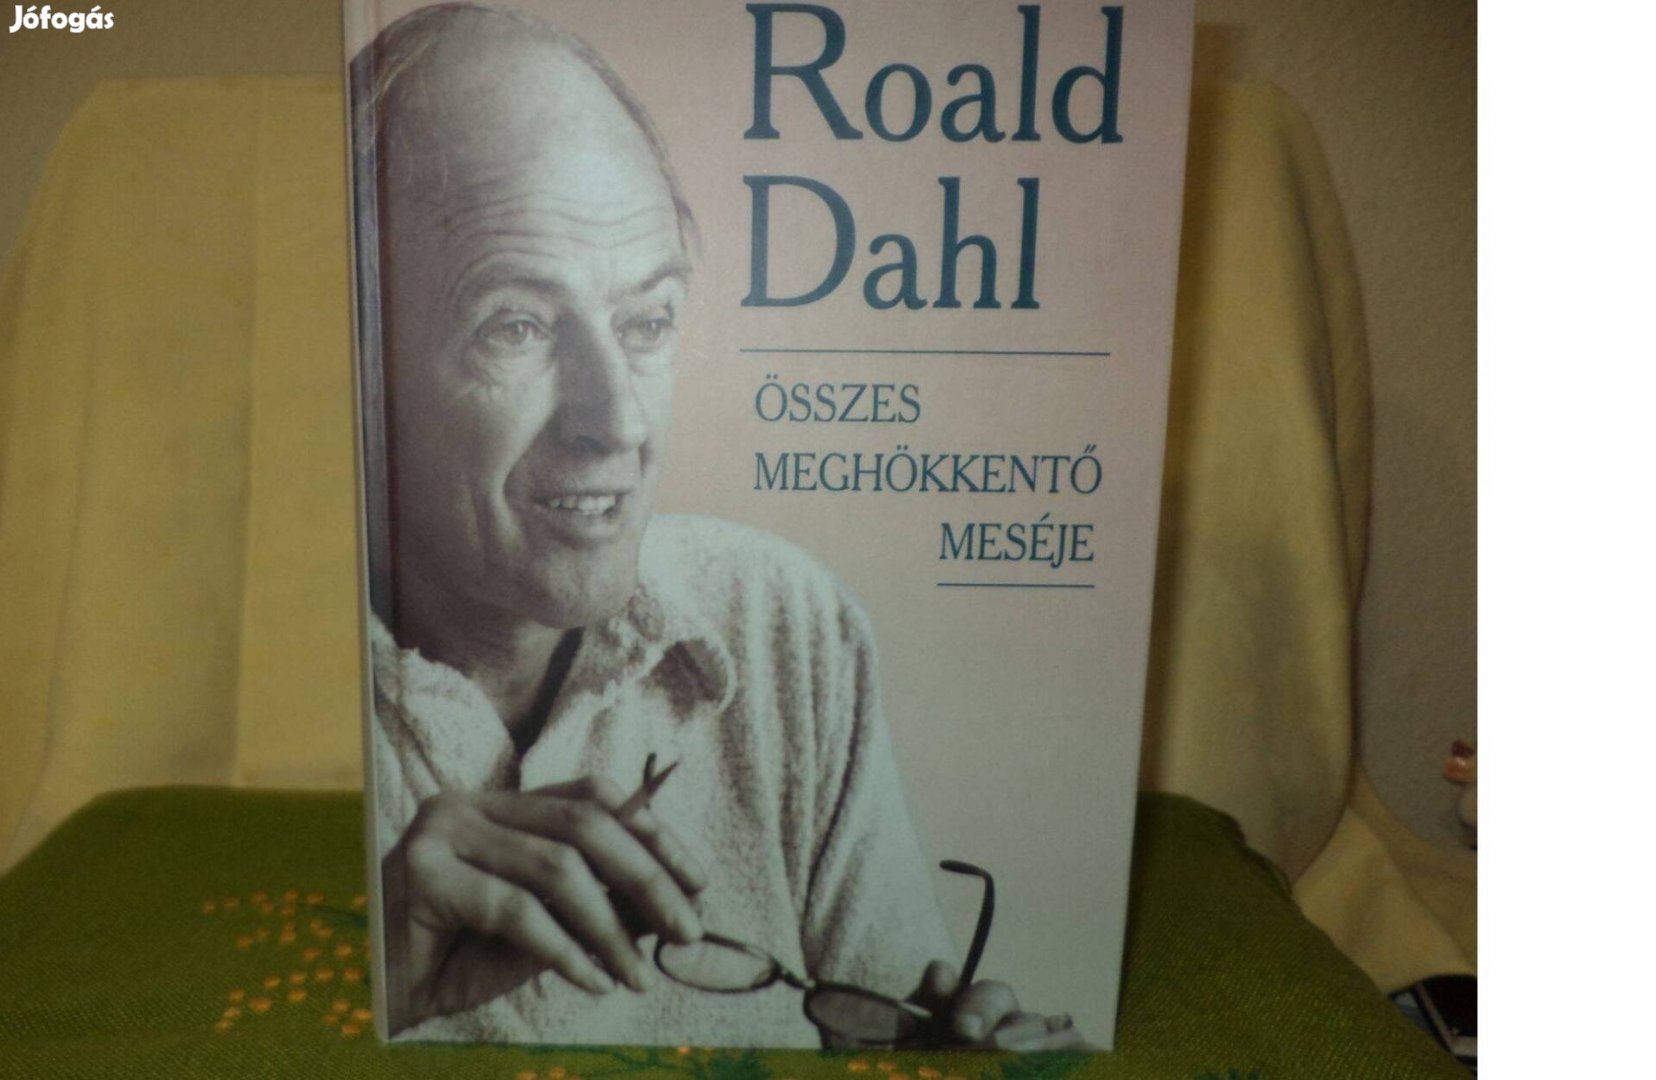 Jófogás
Roald
Dahl
ÖSSZES
MEGHÖKKENTŐ
MESÉJE